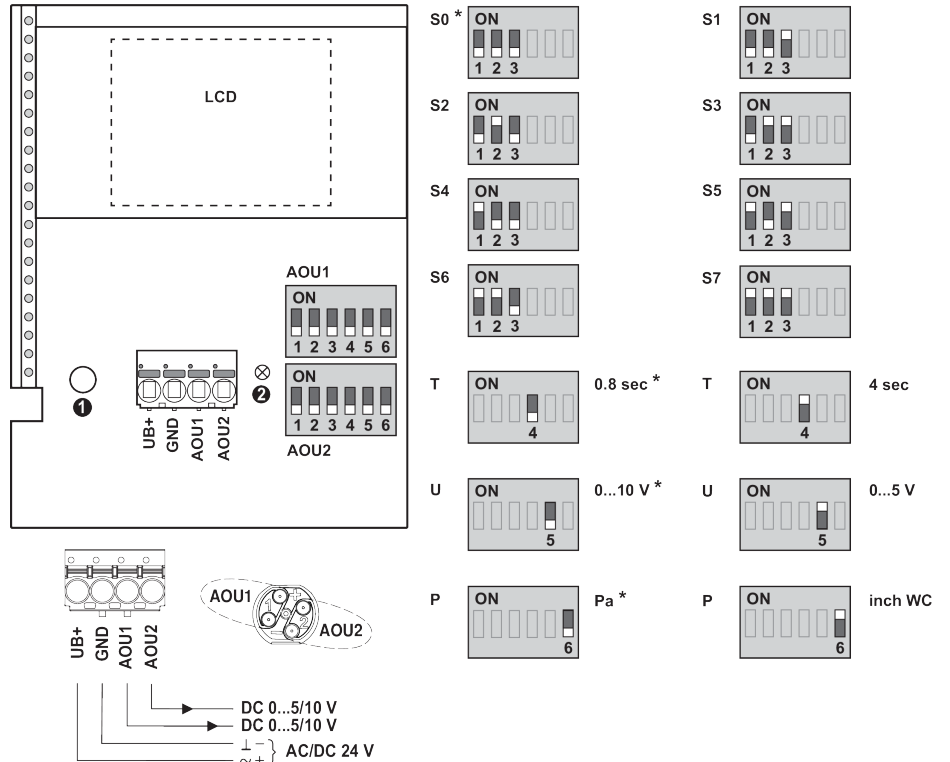 LCD
AOU1
ON
1 2 3 4 5 6
ON
1 2 3 4 5 6
AOU2
1
2
UB+
GND
AOU1
AOU2
UB+
GND
AOU1
AOU2
AOU1
1
+
2
−
AOU2
DC 0...5/10 V
DC 0...5/10 V
⊥ −
~ +
} AC/DC 24 V
S0 *
ON
1 2 3
S1
ON
1 2 3
S2
ON
1 2 3
S3
ON
1 2 3
S4
ON
1 2 3
S5
ON
1 2 3
S6
ON
1 2 3
S7
ON
1 2 3
T
ON
4
0.8 sec *
T
ON
4
4 sec
U
ON
5
0...10 V *
U
ON
5
0...5 V
P
ON
6
Pa *
P
ON
6
inch WC